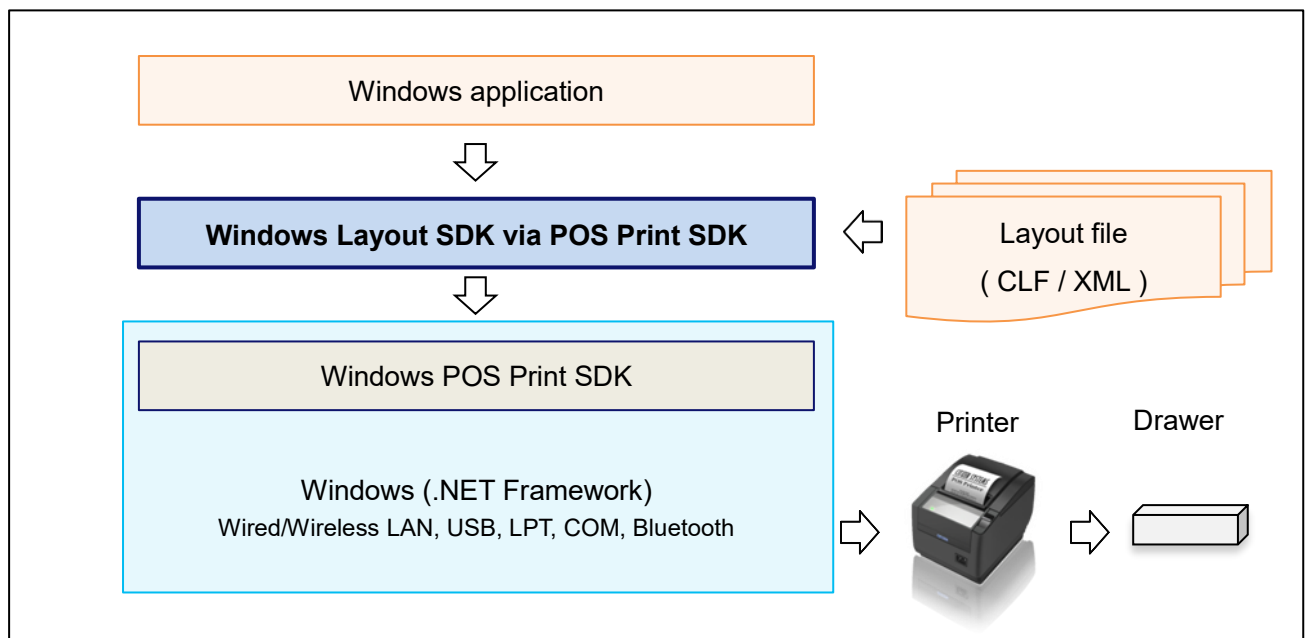 Windows application
Windows Layout SDK via POS Print SDK
Layout file
( CLF / XML )
Windows POS Print SDK
Windows (.NET Framework)
Wired/Wireless LAN, USB, LPT, COM, Bluetooth
Printer
Drawer